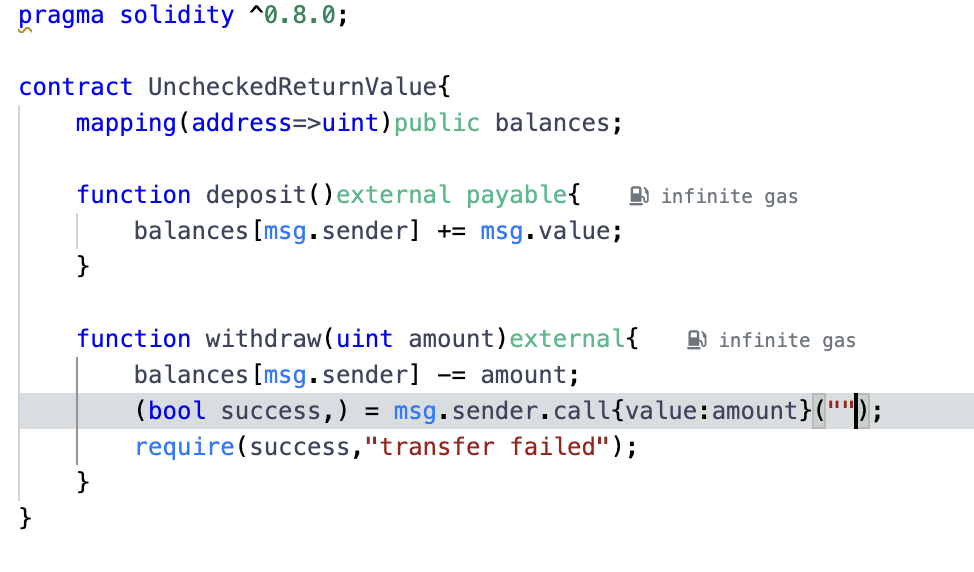 pragma solidity ^0.8.0;
contract UncheckedReturnValue{
mapping(address=>uint)public balances;
function deposit()external payable{ infinite gas
balances[msg.sender] += msg.value;
}
function withdraw(uint amount)external{ infinite gas
balances[msg.sender] -= amount;
(bool success,) = msg.sender.call{value:amount}("");
require(success,"transfer failed");
}
}